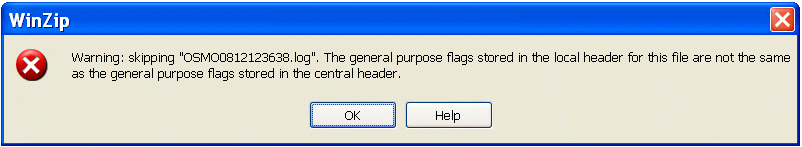 WinZip
Warning: skipping "OSMO0812123638.log". The general purpose flags stored in the local header for this file are not the same
as the general purpose flags stored in the central header.
OK
Help